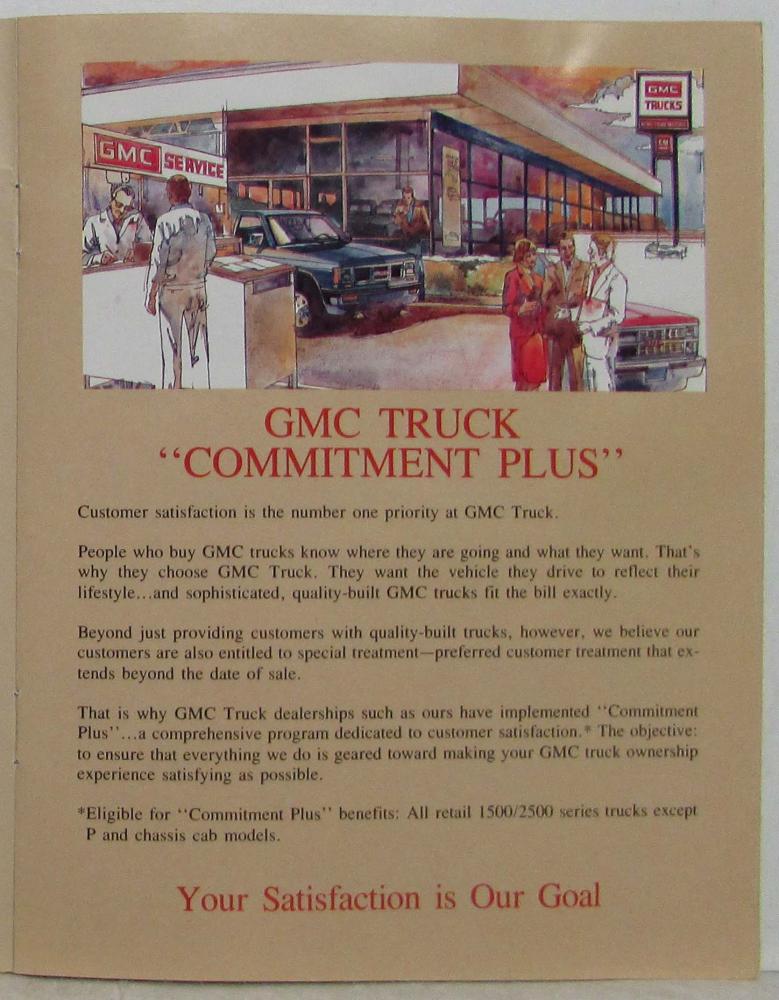 GMC
TRUCKS
GMC SERVICE
GMC TRUCK
‘‘COMMITMENT PLUS’’
Customer satisfaction is the number one priority at GMC Truck.
People who buy GMC trucks know where they are going and what they want. That's
why they choose GMC Truck. They want the vehicle they drive to reflect their
lifestyle...and sophisticated, quality-built GMC trucks fit the bill exactly.
Beyond just providing customers with quality-built trucks, however, we believe our
customers are also entitled to special treatment—preferred customer treatment that ex-
tends beyond the date of sale.
That is why GMC Truck dealerships such as ours have implemented ‘‘Commitment
Plus’’...a comprehensive program dedicated to customer satisfaction.* The objective:
to ensure that everything we do is geared toward making your GMC truck ownership
experience satisfying as possible.
*Eligible for ‘‘Commitment Plus’’ benefits: All retail 1500/2500 series trucks except
P and chassis cab models.
Your Satisfaction is Our Goal